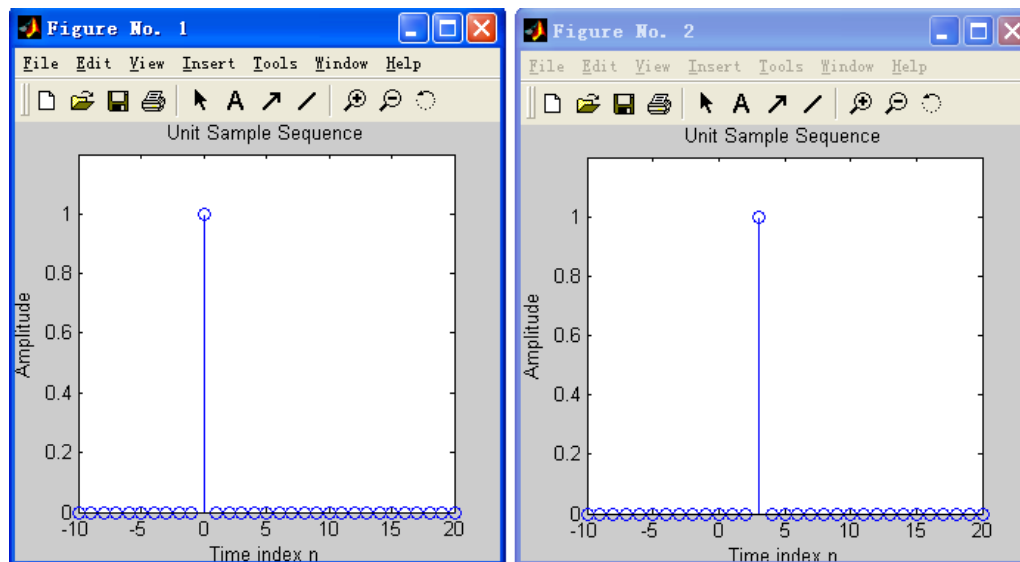 Figure No. 1
File Edit View Insert Tools Window Help
A
Unit Sample Sequence
1
0.8
0.6
0.4
0.2
0
Amplitude
-10 -5 0 5 10 15 20
Time index n
Figure No. 2
File Edit View Insert Tools Window Help
A
Unit Sample Sequence
1
0.8
0.6
0.4
0.2
0
Amplitude
-10 -5 0 5 10 15 20
Time index n